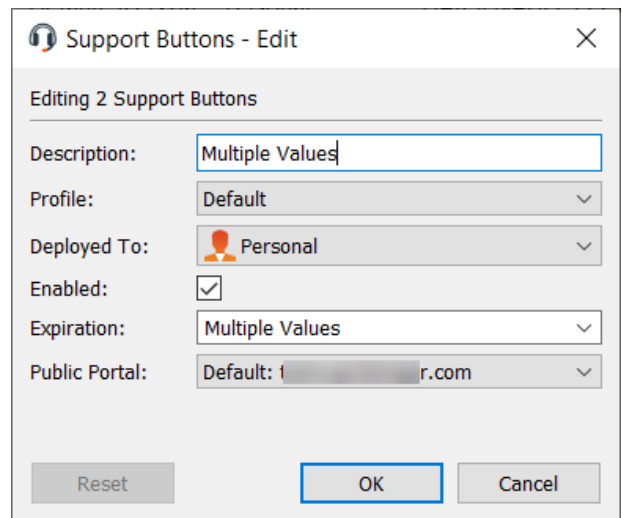 Support Buttons - Edit
Editing 2 Support Buttons
Description: Multiple Values
Profile: Default
Deployed To: Personal
Enabled:
Expiration: Multiple Values
Public Portal: Default: r.com
Reset OK Cancel